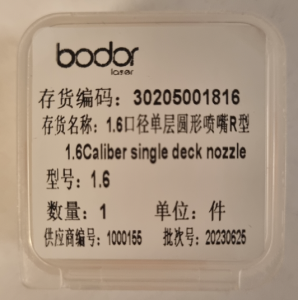 bodor
laser
存货编码：30205001816
存货名称：1.6口径单层圆形喷嘴R型
1.6Caliber single deck nozzle
型号：1.6
数量：1 单位：件
供应商编号：1000155 批次号：20230625